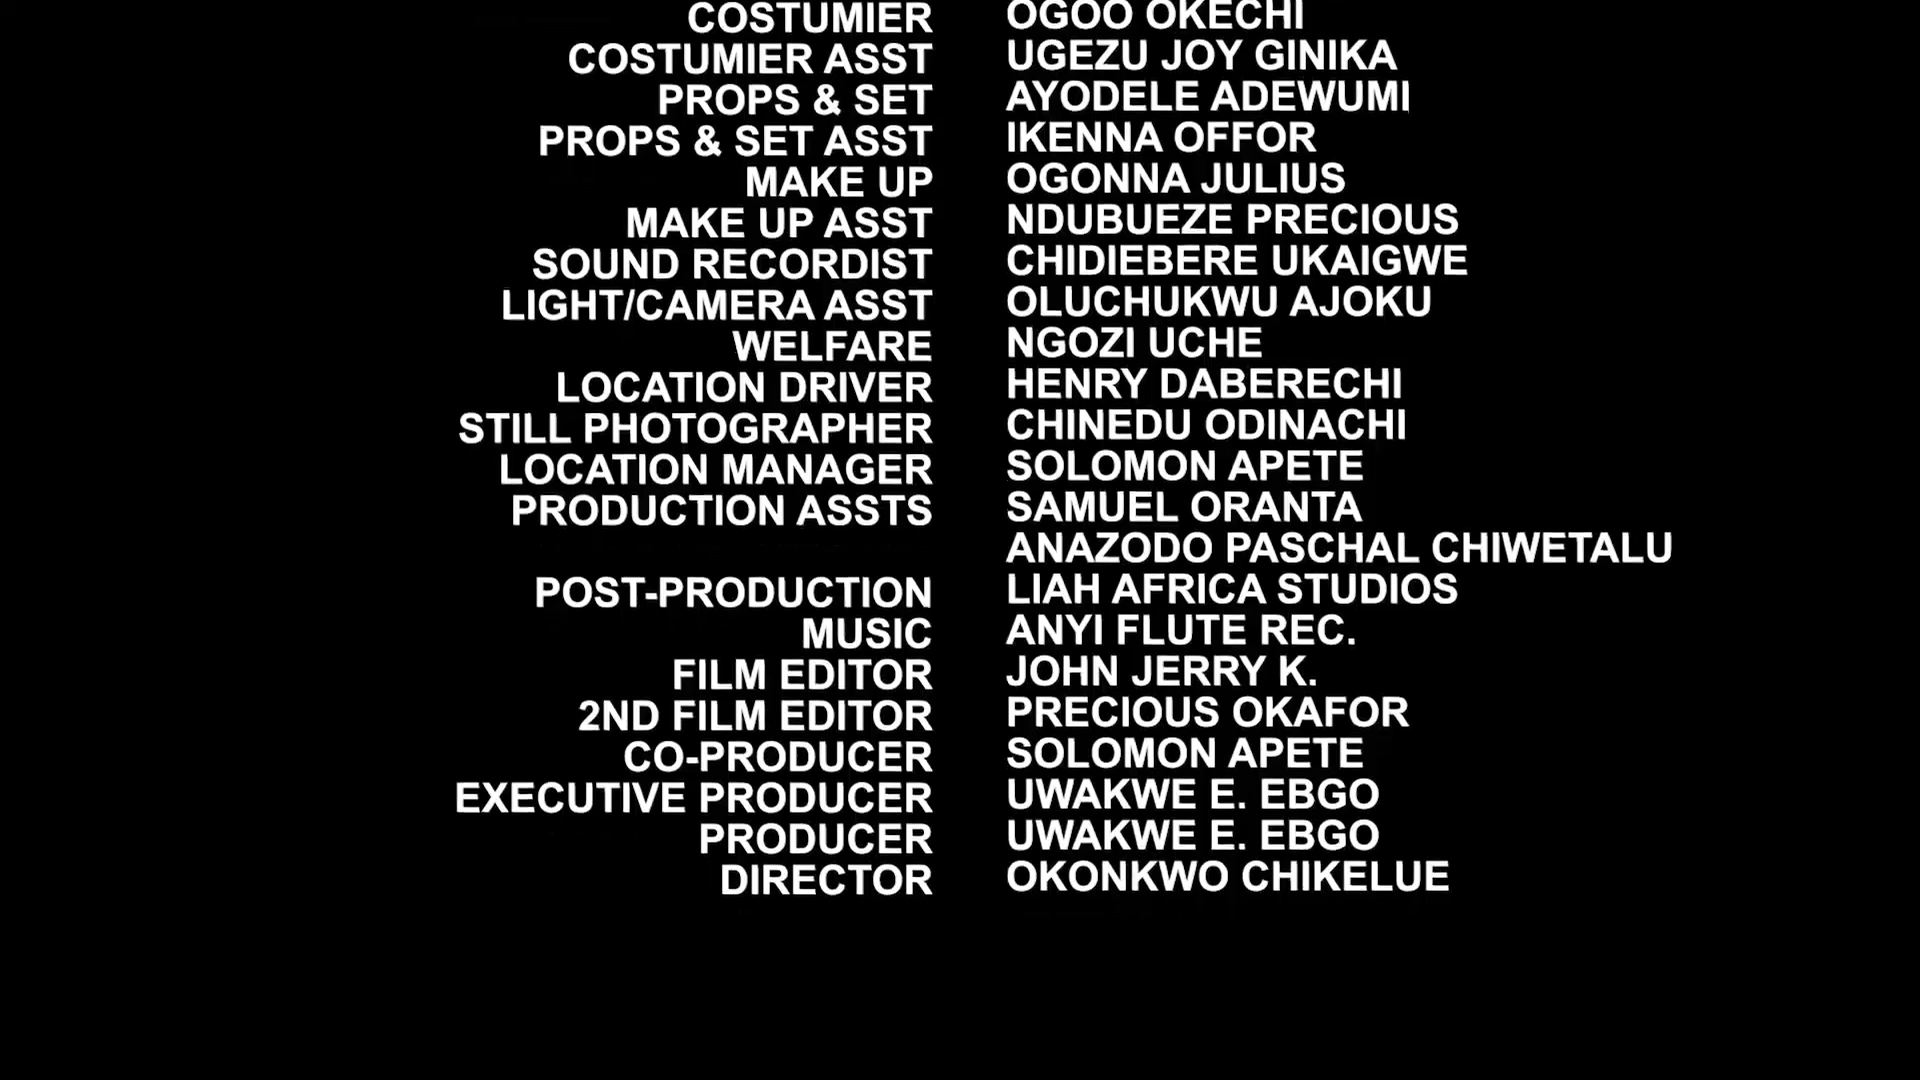 COSTUMIER OGOO OKECHI
COSTUMIER ASST UGEZU JOY GINIKA
PROPS & SET AYODELE ADEWUMI
PROPS & SET ASST IKENNA OFFOR
MAKE UP OGONNA JULIUS
MAKE UP ASST NDUBUEZE PRECIOUS
SOUND RECORDIST CHIDIEBERE UKAIGWE
LIGHT/CAMERA ASST OLUCHUKWU AJOKU
WELFARE NGOZI UCHE
LOCATION DRIVER HENRY DABERECHI
STILL PHOTOGRAPHER CHINEDU ODINACHI
LOCATION MANAGER SOLOMON APETE
PRODUCTION ASSTS SAMUEL ORANTA
ANAZODO PASCHAL CHIWETALU
POST-PRODUCTION LIAH AFRICA STUDIOS
MUSIC ANYI FLUTE REC.
FILM EDITOR JOHN JERRY K.
2ND FILM EDITOR PRECIOUS OKAFOR
CO-PRODUCER SOLOMON APETE
EXECUTIVE PRODUCER UWAKWE E. EBGO
PRODUCER UWAKWE E. EBGO
DIRECTOR OKONKWO CHIKELUE